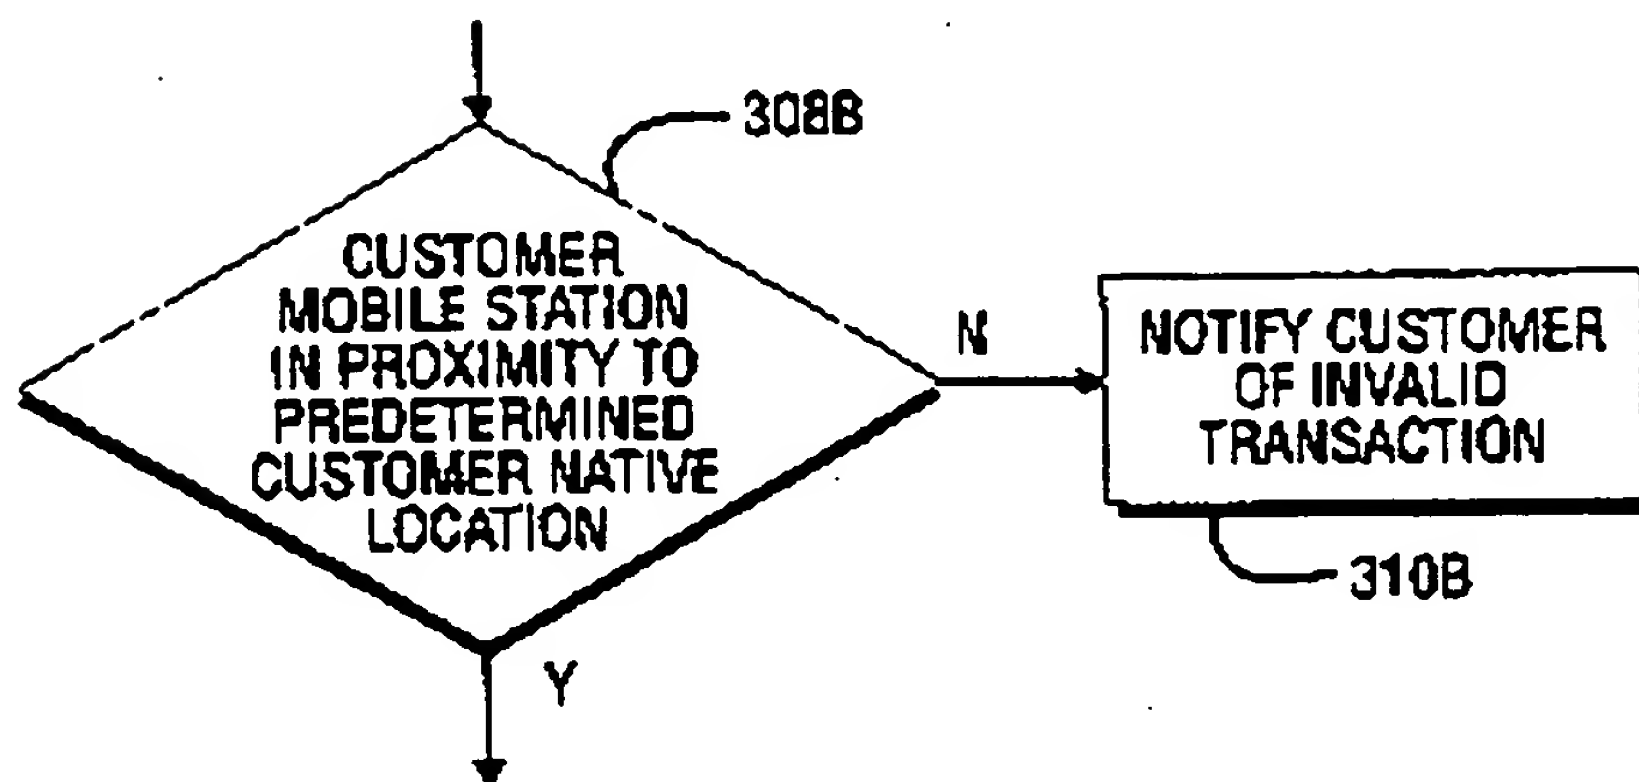 308B
CUSTOMER
MOBILE STATION
IN PROXIMITY TO
PREDETERMINED
CUSTOMER NATIVE
LOCATION
N
NOTIFY CUSTOMER
OF INVALID
TRANSACTION
310B
Y